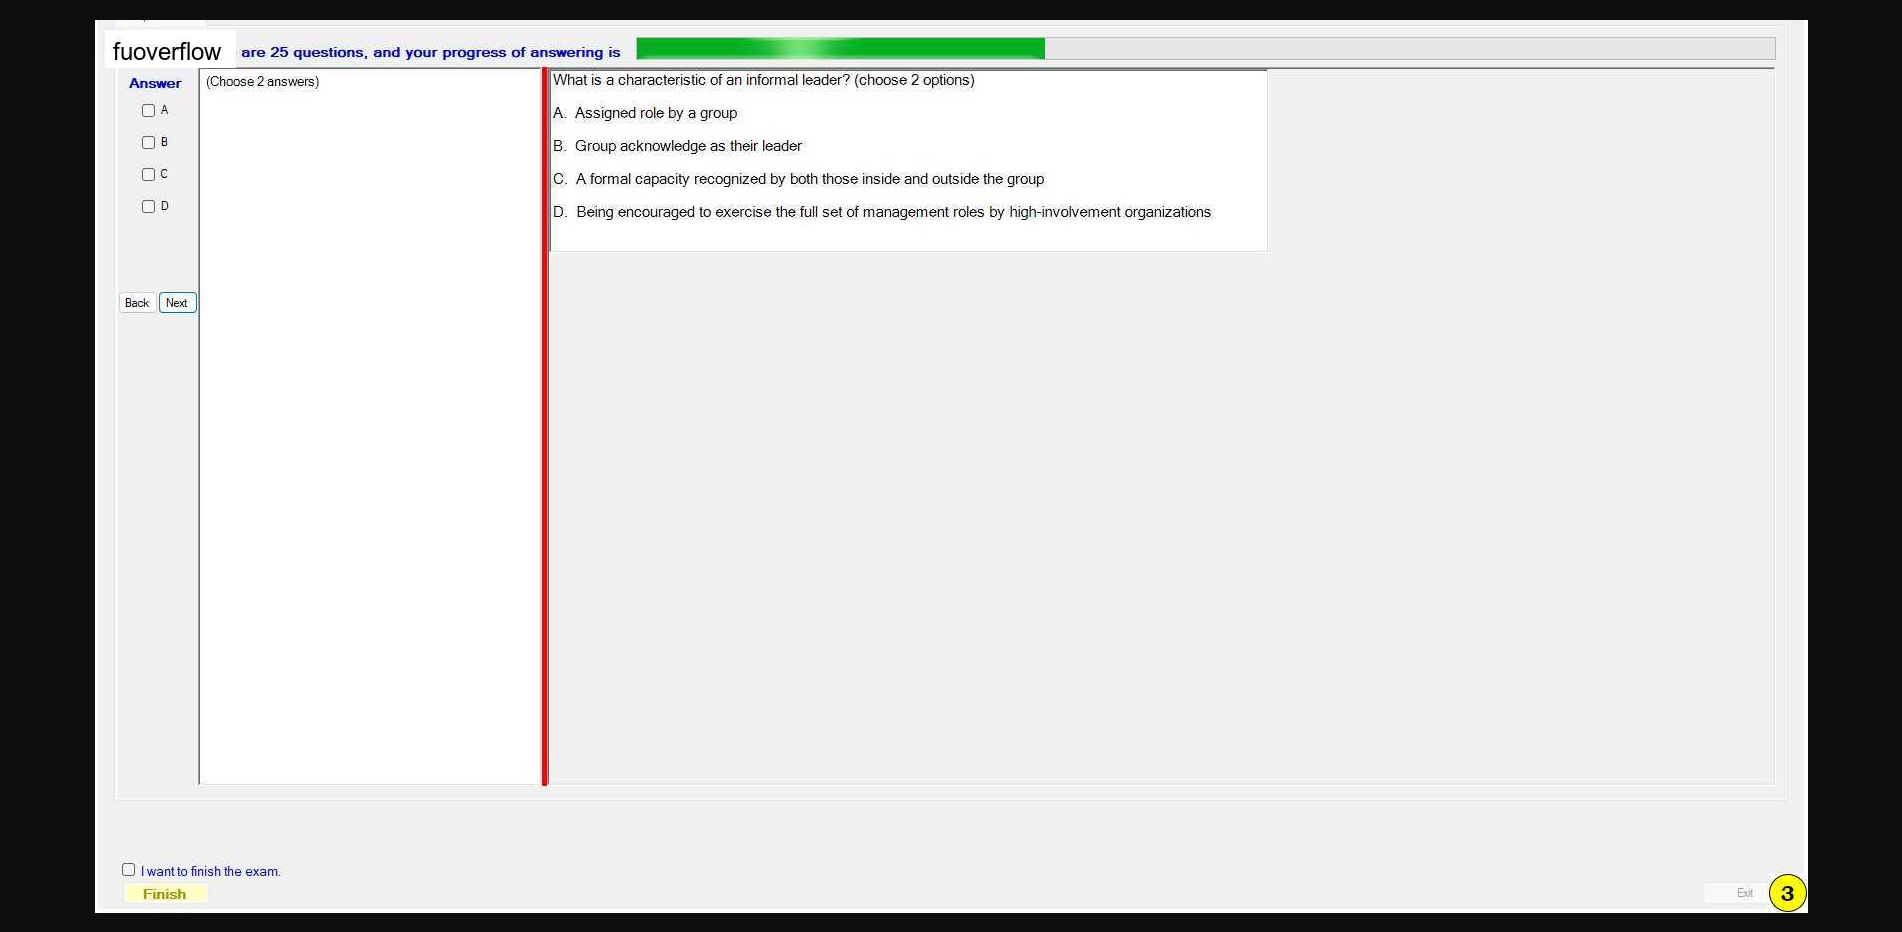 fuoverflow are 25 questions, and your progress of answering is
Answer
(Choose 2 answers)
A
B
C
D
Back
Next
What is a characteristic of an informal leader? (choose 2 options)
A. Assigned role by a group
B. Group acknowledge as their leader
C. A formal capacity recognized by both those inside and outside the group
D. Being encouraged to exercise the full set of management roles by high-involvement organizations
I want to finish the exam.
Finish
Exit
3